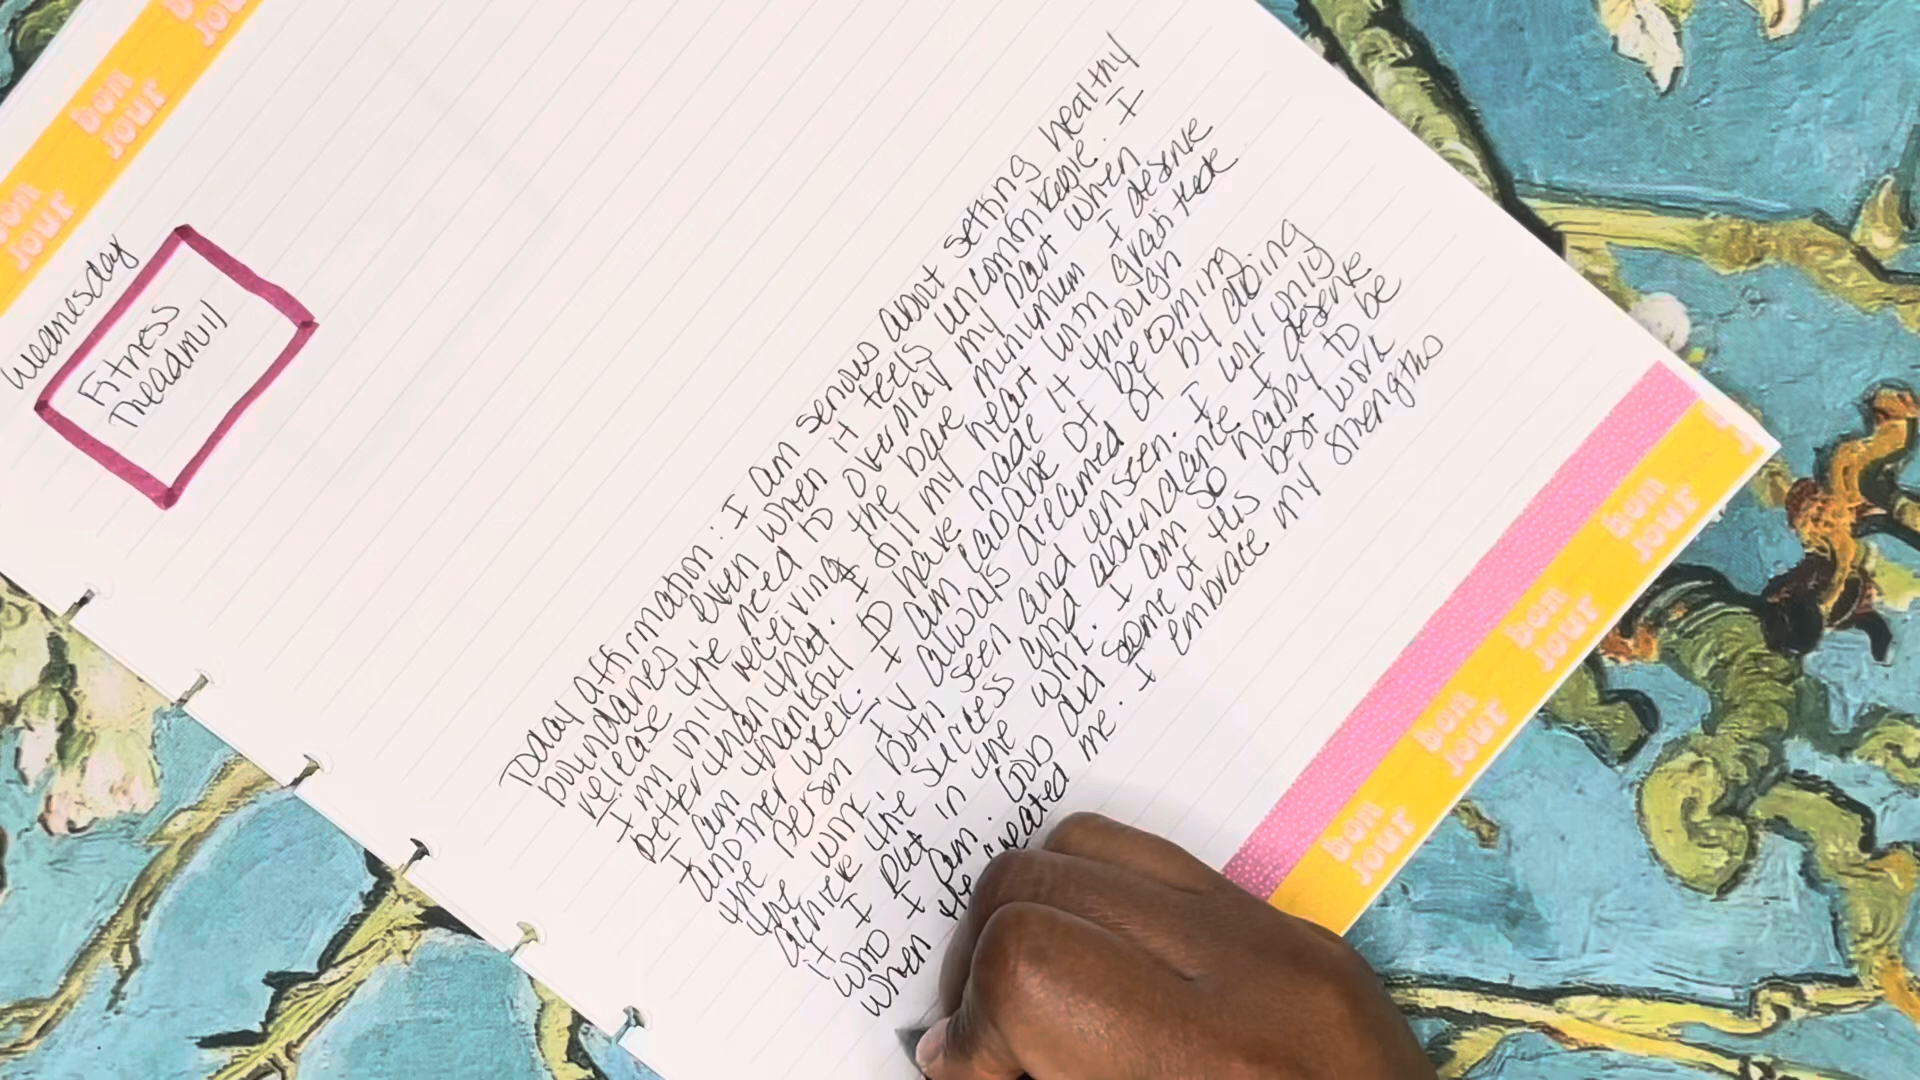 bon
jour
bon
jour
bon
jour
Wednesday
Fitness
Treadmill
Today affirmation: I am serious about setting healthy
boundaries even when it feels uncomfortable. I
release the need to overplay my part when
I'm only receiving the bare minimum I deserve
better than that. I fill my heart with gratitude
I am thankful to have made it through
another week. I am capable of becoming
the person I'v always dreamed of by doing
the work, both seen and unseen. I will only
achieve the success and abundance I deserve
if I put in the work. I am so happy to be
who I am. GOD did some of his best work
when he created me. I embrace my strengths
the
bon
jour
bon
jour
bon
jour
bon
jour